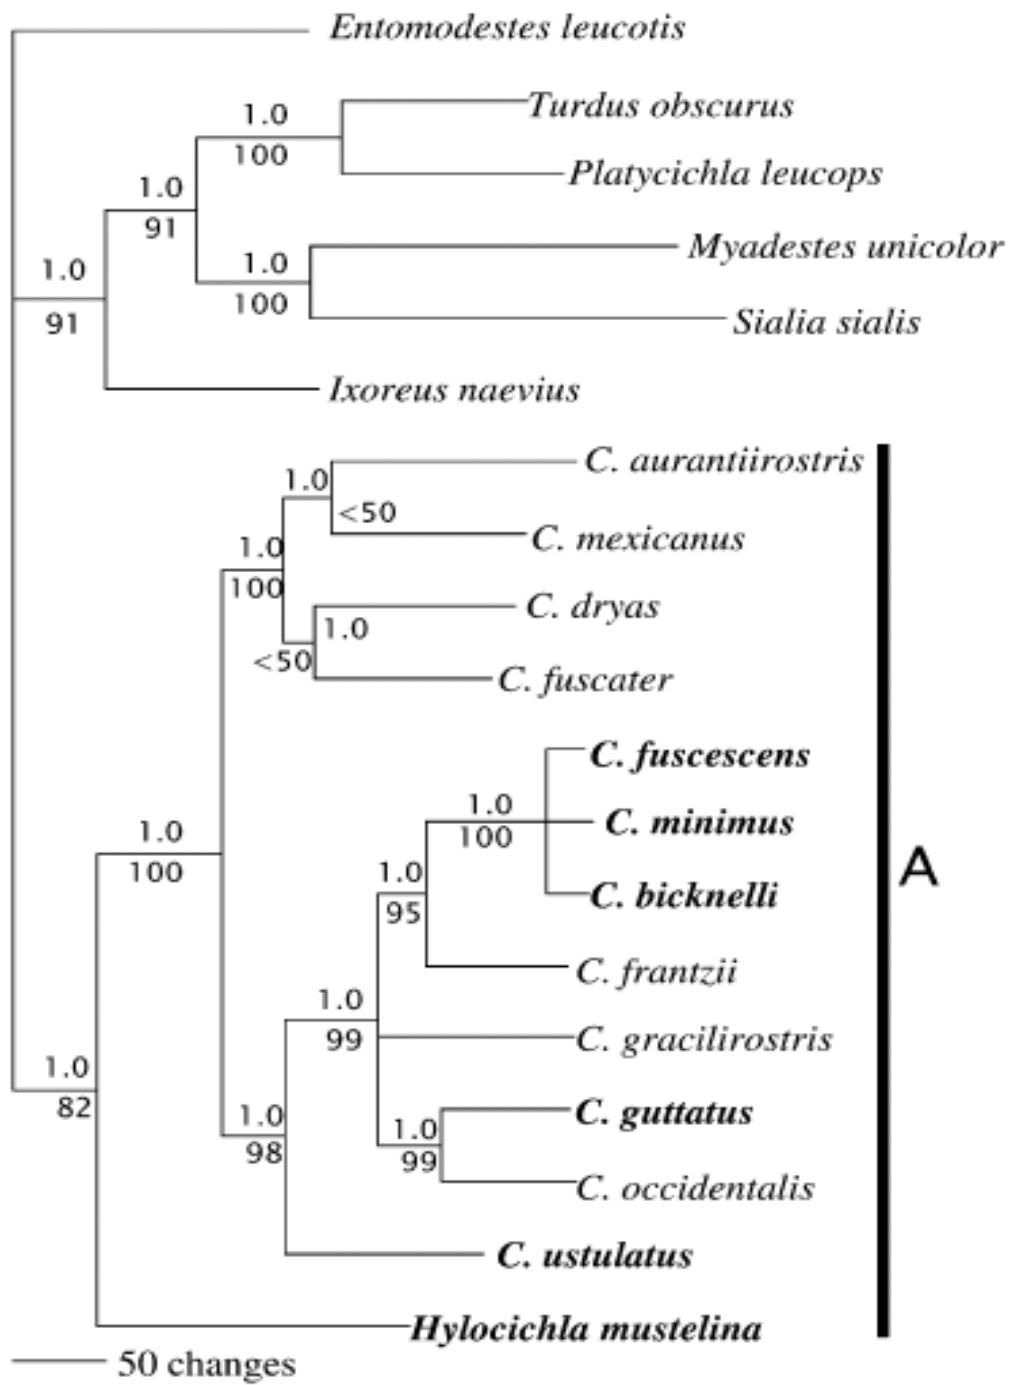 Entomodestes leucotis
1.0
Turdus obscurus
100
Platycichla leucops
1.0
91
1.0
Myadestes unicolor
100
1.0
91
Sialia sialis
Ixoreus naevius
C. aurantiirostris
1.0
<50
C. mexicanus
1.0
100
C. dryas
1.0
<50
C. fuscater
C. fuscescens
1.0
C. minimus
100
1.0
100
1.0
C. bicknelli
95
A
C. frantzii
1.0
99
C. gracilirostris
1.0
82
1.0
98
C. guttatus
1.0
99
C. occidentalis
C. ustulatus
Hylocichla mustelina
50 changes